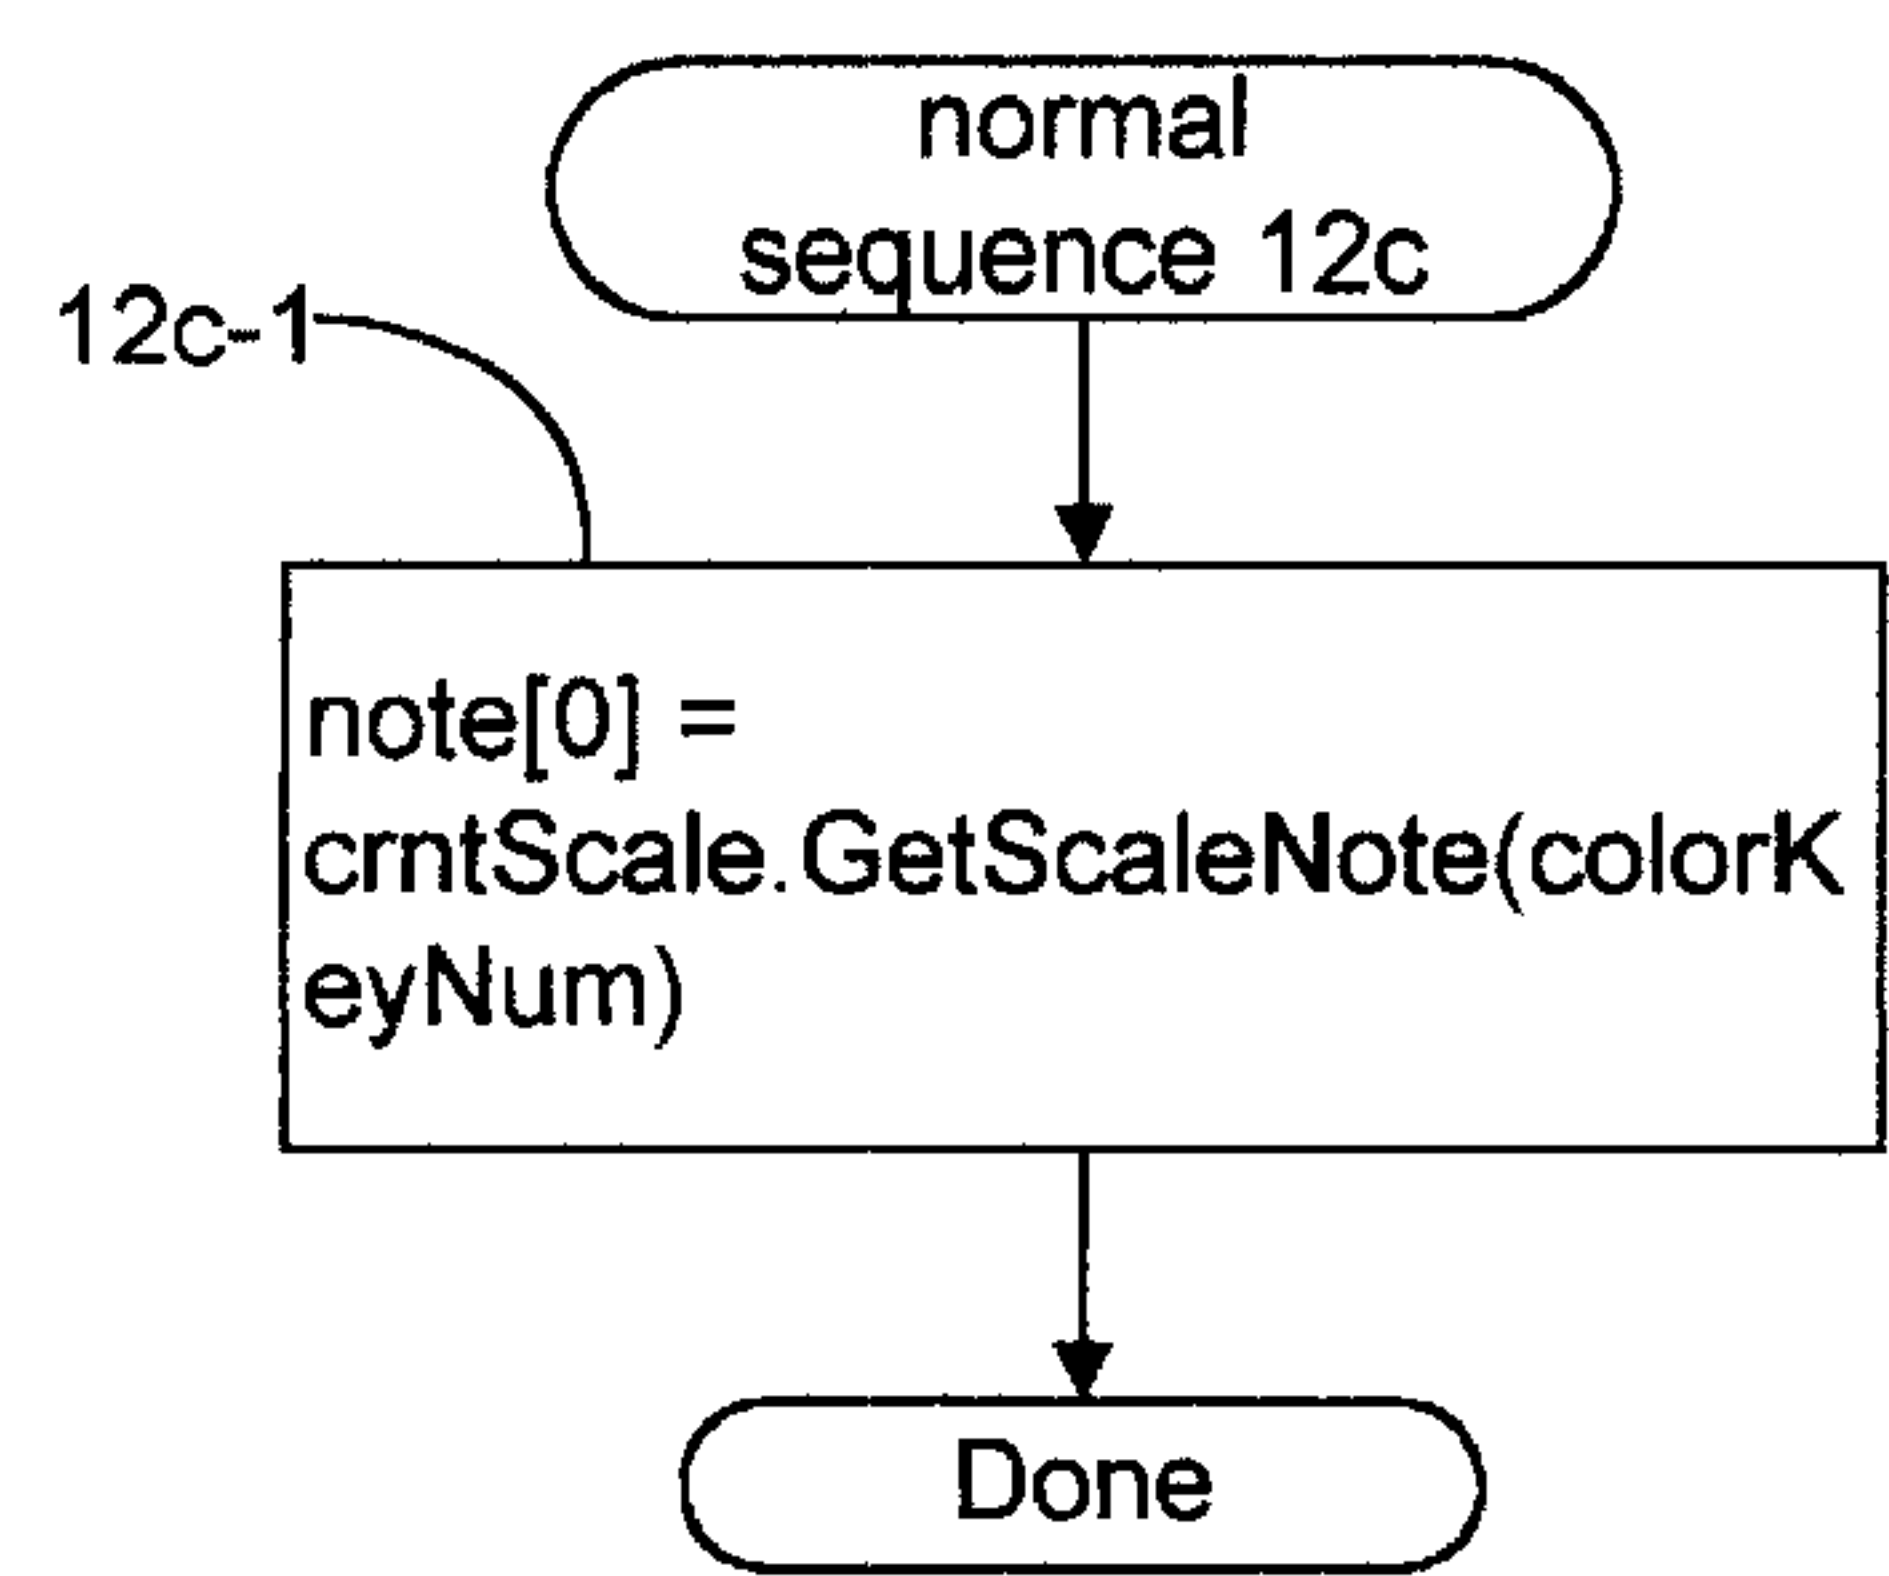 normal
sequence 12c
12c-1
note[0] =
crntScale.GetScaleNote(colorK
eyNum)
Done